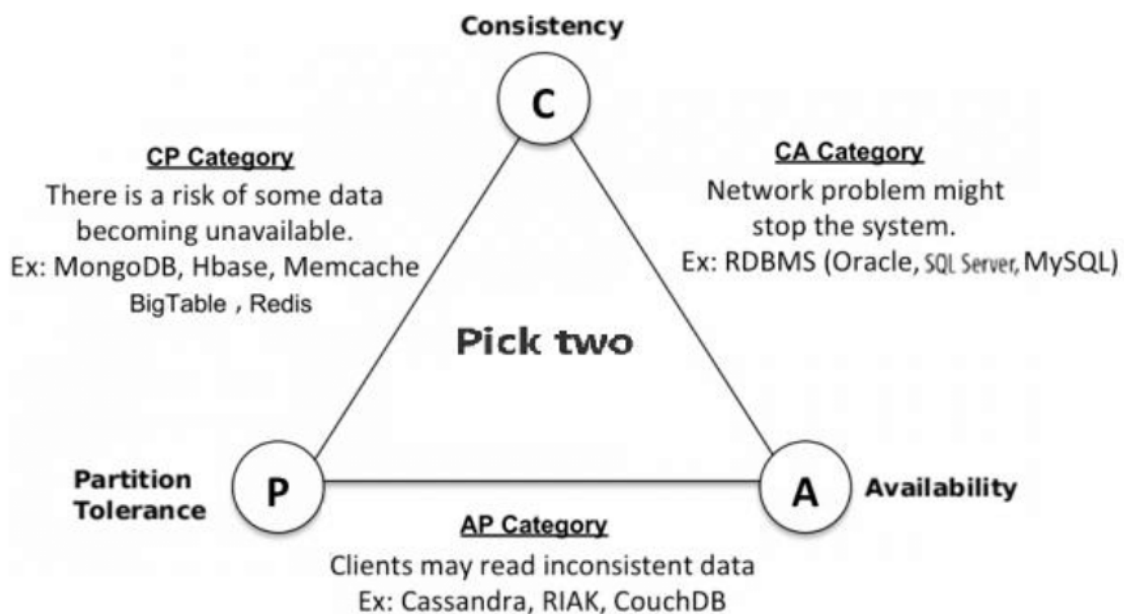 Consistency
C
CP Category
There is a risk of some data
becoming unavailable.
Ex: MongoDB, Hbase, Memcache
BigTable , Redis
CA Category
Network problem might
stop the system.
Ex: RDBMS (Oracle, SQL Server, MySQL)
Pick two
Partition
Tolerance
P
A
Availability
AP Category
Clients may read inconsistent data
Ex: Cassandra, RIAK, CouchDB